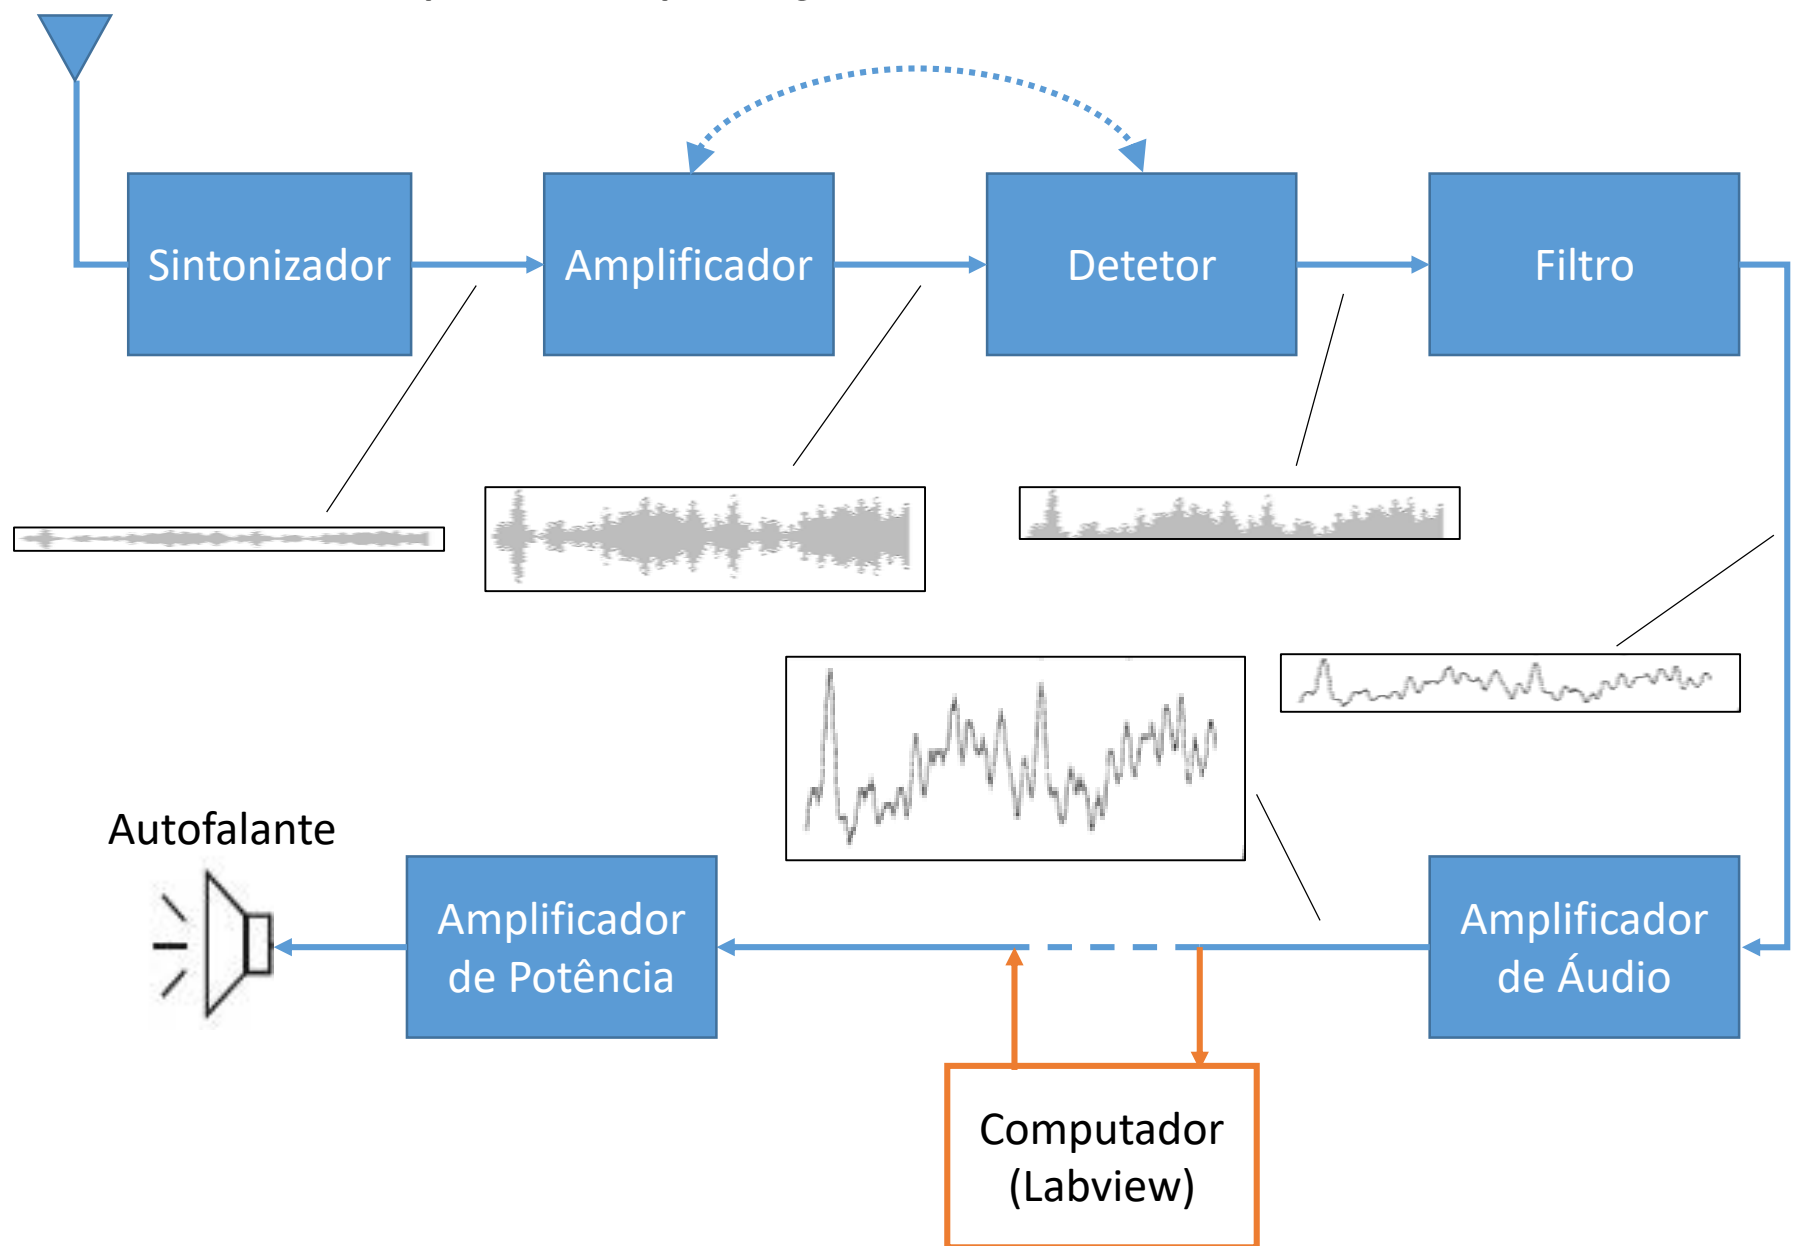 Sintonizador
Amplificador
Detetor
Filtro
Autofalante
Amplificador
de Potência
Amplificador
de Áudio
Computador
(Labview)